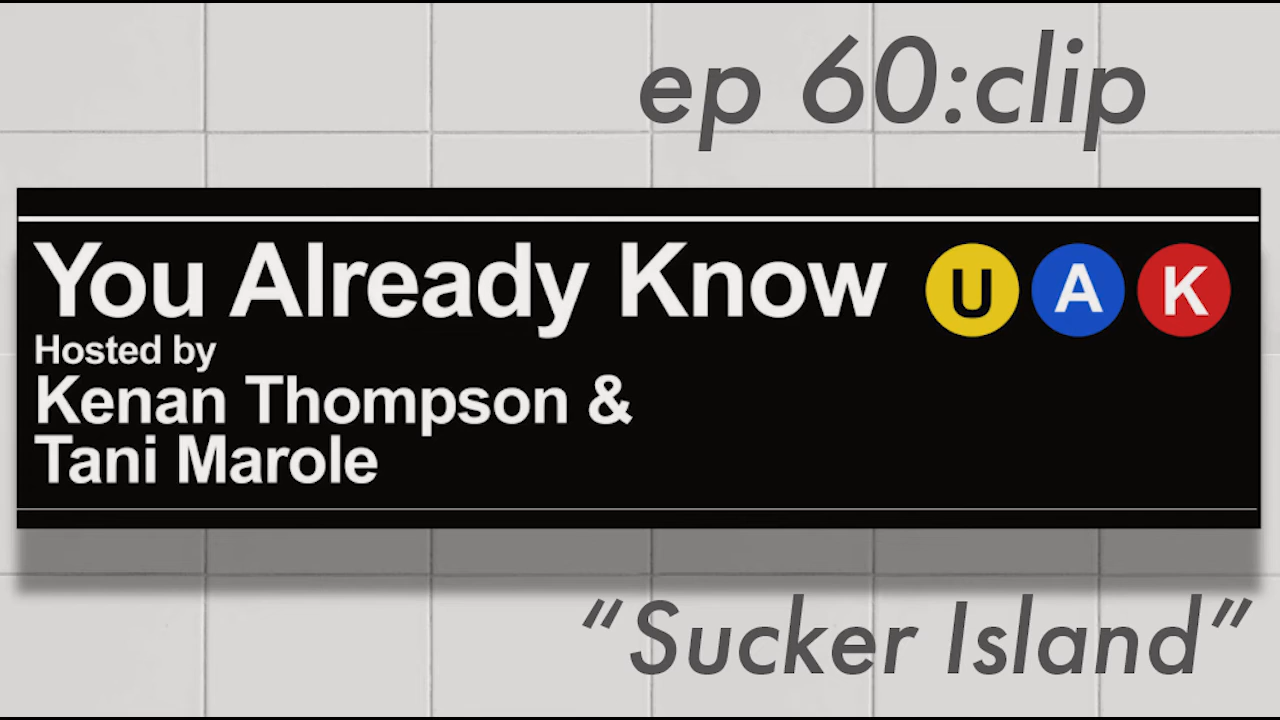 ep 60:clip
You Already Know U A K
Hosted by
Kenan Thompson &
Tani Marole
“Sucker Island”